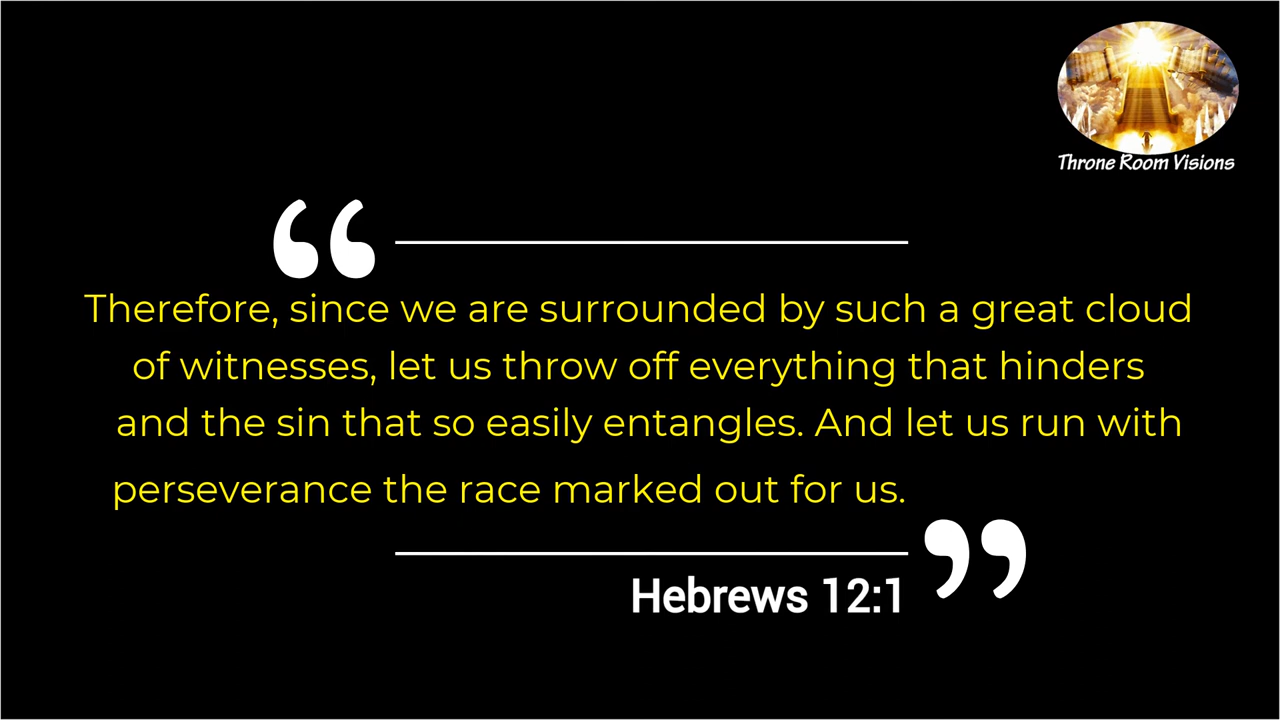 Throne Room Visions
“
Therefore, since we are surrounded by such a great cloud
of witnesses, let us throw off everything that hinders
and the sin that so easily entangles. And let us run with
perseverance the race marked out for us.
”
Hebrews 12:1